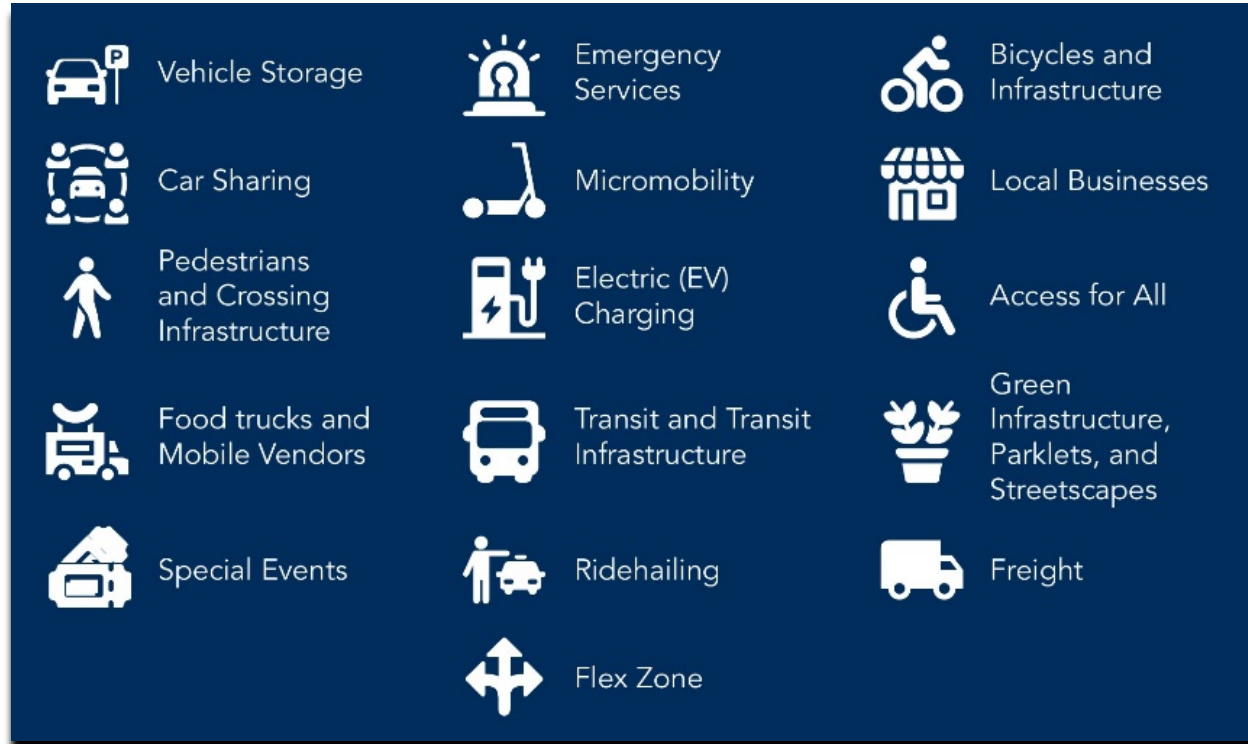 P
Vehicle Storage
Emergency
Services
Bicycles and
Infrastructure
Car Sharing
Micromobility
Local Businesses
Pedestrians
and Crossing
Infrastructure
Electric (EV)
Charging
Access for All
Food trucks and
Mobile Vendors
Transit and Transit
Infrastructure
Green
Infrastructure,
Parklets, and
Streetscapes
Special Events
Ridehailing
Freight
Flex Zone